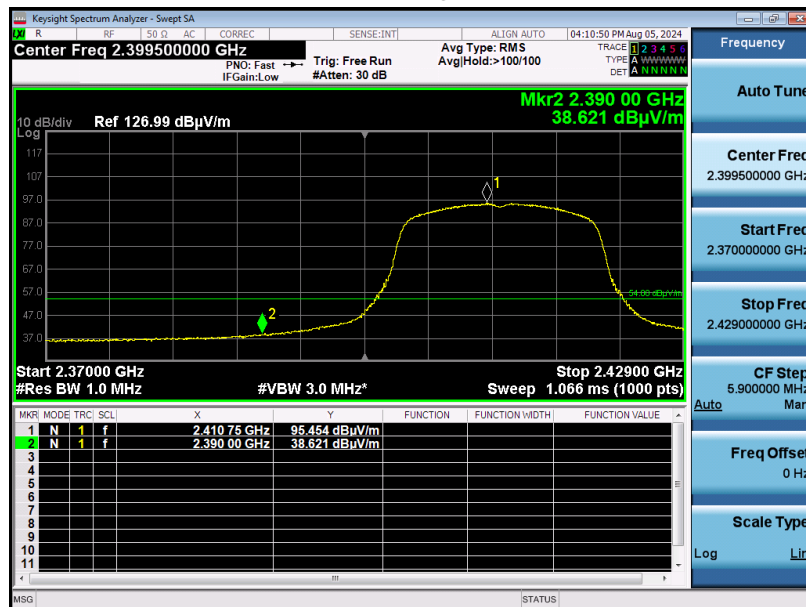 Keysight Spectrum Analyzer - Swept SA
LXI R RF 50 Ω AC CORREC SENSE:INT ALIGN AUTO 04:10:50 PM Aug 05, 2024
Center Freq 2.399500000 GHz
PNO: Fast
IFGain:Low
Trig: Free Run
#Atten: 30 dB
Avg Type: RMS
Avg|Hold:>100/100
TRACE 1 2 3 4 5 6
TYPE A WWWWW
DET A N N N N N
Mkr2 2.390 00 GHz
38.621 dBµV/m
10 dB/div
Log
Ref 126.99 dBµV/m
117
107
97.0
87.0
77.0
67.0
57.0
47.0
37.0
1
2
54.00 dBµV/m
Start 2.37000 GHz
Stop 2.42900 GHz
#Res BW 1.0 MHz
#VBW 3.0 MHz*
Sweep 1.066 ms (1000 pts)
MKR MODE TRC SCL X Y FUNCTION FUNCTION WIDTH FUNCTION VALUE
1 N 1 f 2.410 75 GHz 95.454 dBµV/m
2 N 1 f 2.390 00 GHz 38.621 dBµV/m
3
4
5
6
7
8
9
10
11
MSG
STATUS
Frequency
Auto Tune
Center Freq
2.399500000 GHz
Start Freq
2.370000000 GHz
Stop Freq
2.429000000 GHz
CF Step
5.900000 MHz
Auto Man
Freq Offset
0 Hz
Scale Type
Log Lin